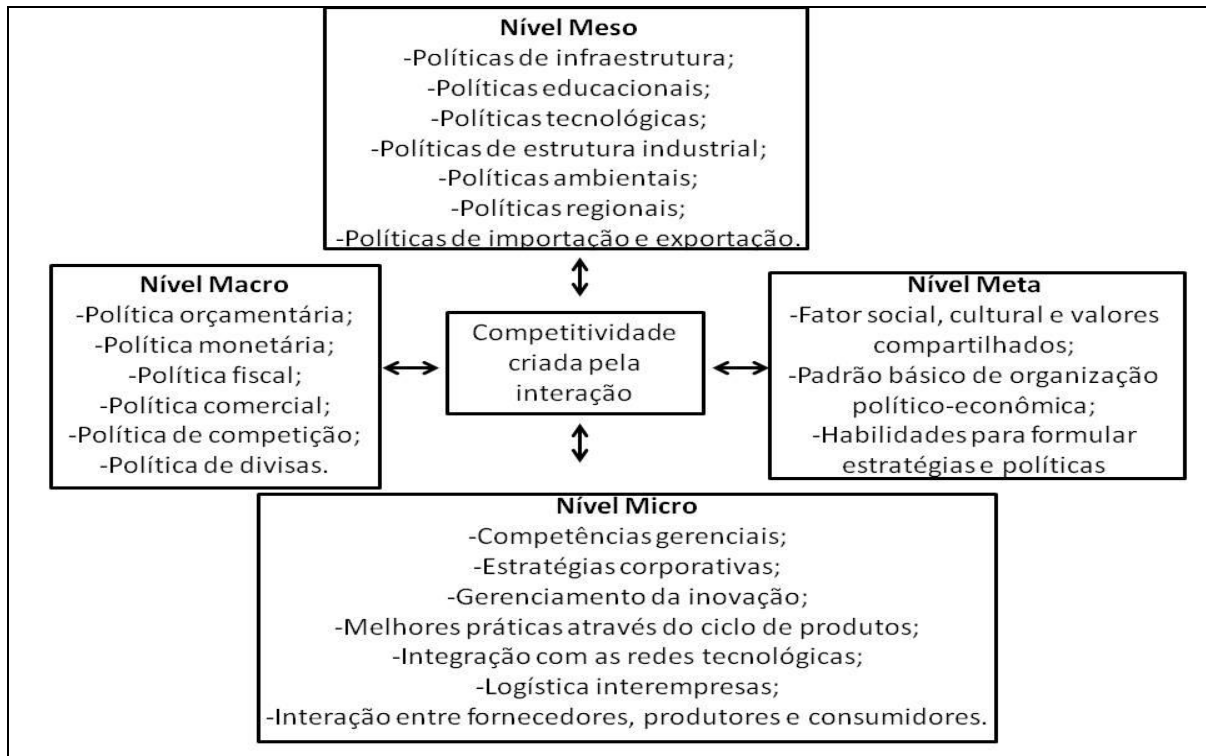 Nível Meso
-Políticas de infraestrutura;
-Políticas educacionais;
-Políticas tecnológicas;
-Políticas de estrutura industrial;
-Políticas ambientais;
-Políticas regionais;
-Políticas de importação e exportação.
Nível Macro
-Política orçamentária;
-Política monetária;
-Política fiscal;
-Política comercial;
-Política de competição;
-Política de divisas.
Competitividade
criada pela
interação
Nível Meta
-Fator social, cultural e valores
compartilhados;
-Padrão básico de organização
político-econômica;
-Habilidades para formular
estratégias e políticas
Nível Micro
-Competências gerenciais;
-Estratégias corporativas;
-Gerenciamento da inovação;
-Melhores práticas através do ciclo de produtos;
-Integração com as redes tecnológicas;
-Logística interempresas;
-Interação entre fornecedores, produtores e consumidores.